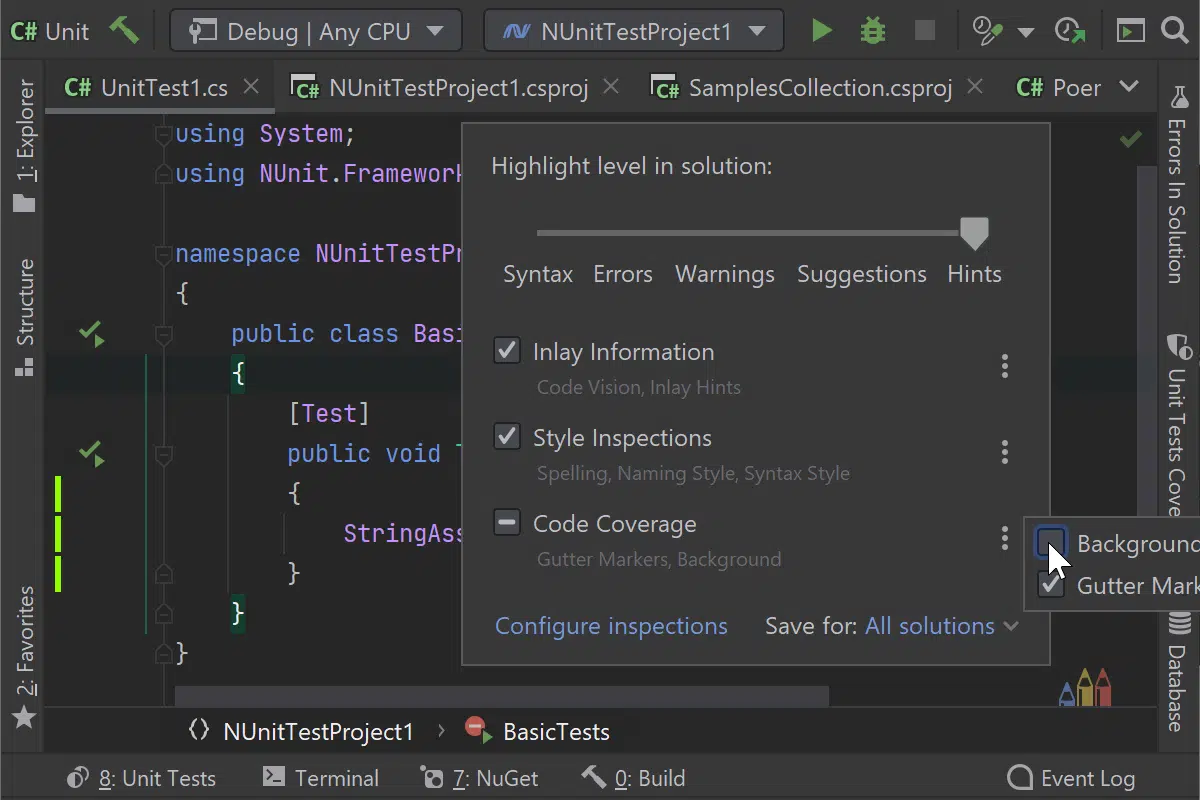 C# Unit
Debug | Any CPU
NUnitTestProject1
C# UnitTest1.cs
C# NUnitTestProject1.csproj
C# SamplesCollection.csproj
C# Poer
1: Explorer
Structure
2: Favorites
using System;
using NUnit.Framework
namespace NUnitTestPr
{
public class Basi
{
[Test]
public void
{
StringAss
}
}
}
Highlight level in solution:
Syntax Errors Warnings Suggestions Hints
Inlay Information
Code Vision, Inlay Hints
Style Inspections
Spelling, Naming Style, Syntax Style
Code Coverage
Gutter Markers, Background
Configure inspections
Save for: All solutions
Background
Gutter Mark
Errors In Solution
Unit Tests Cove
Database
NUnitTestProject1 › BasicTests
8: Unit Tests
Terminal
7: NuGet
0: Build
Event Log